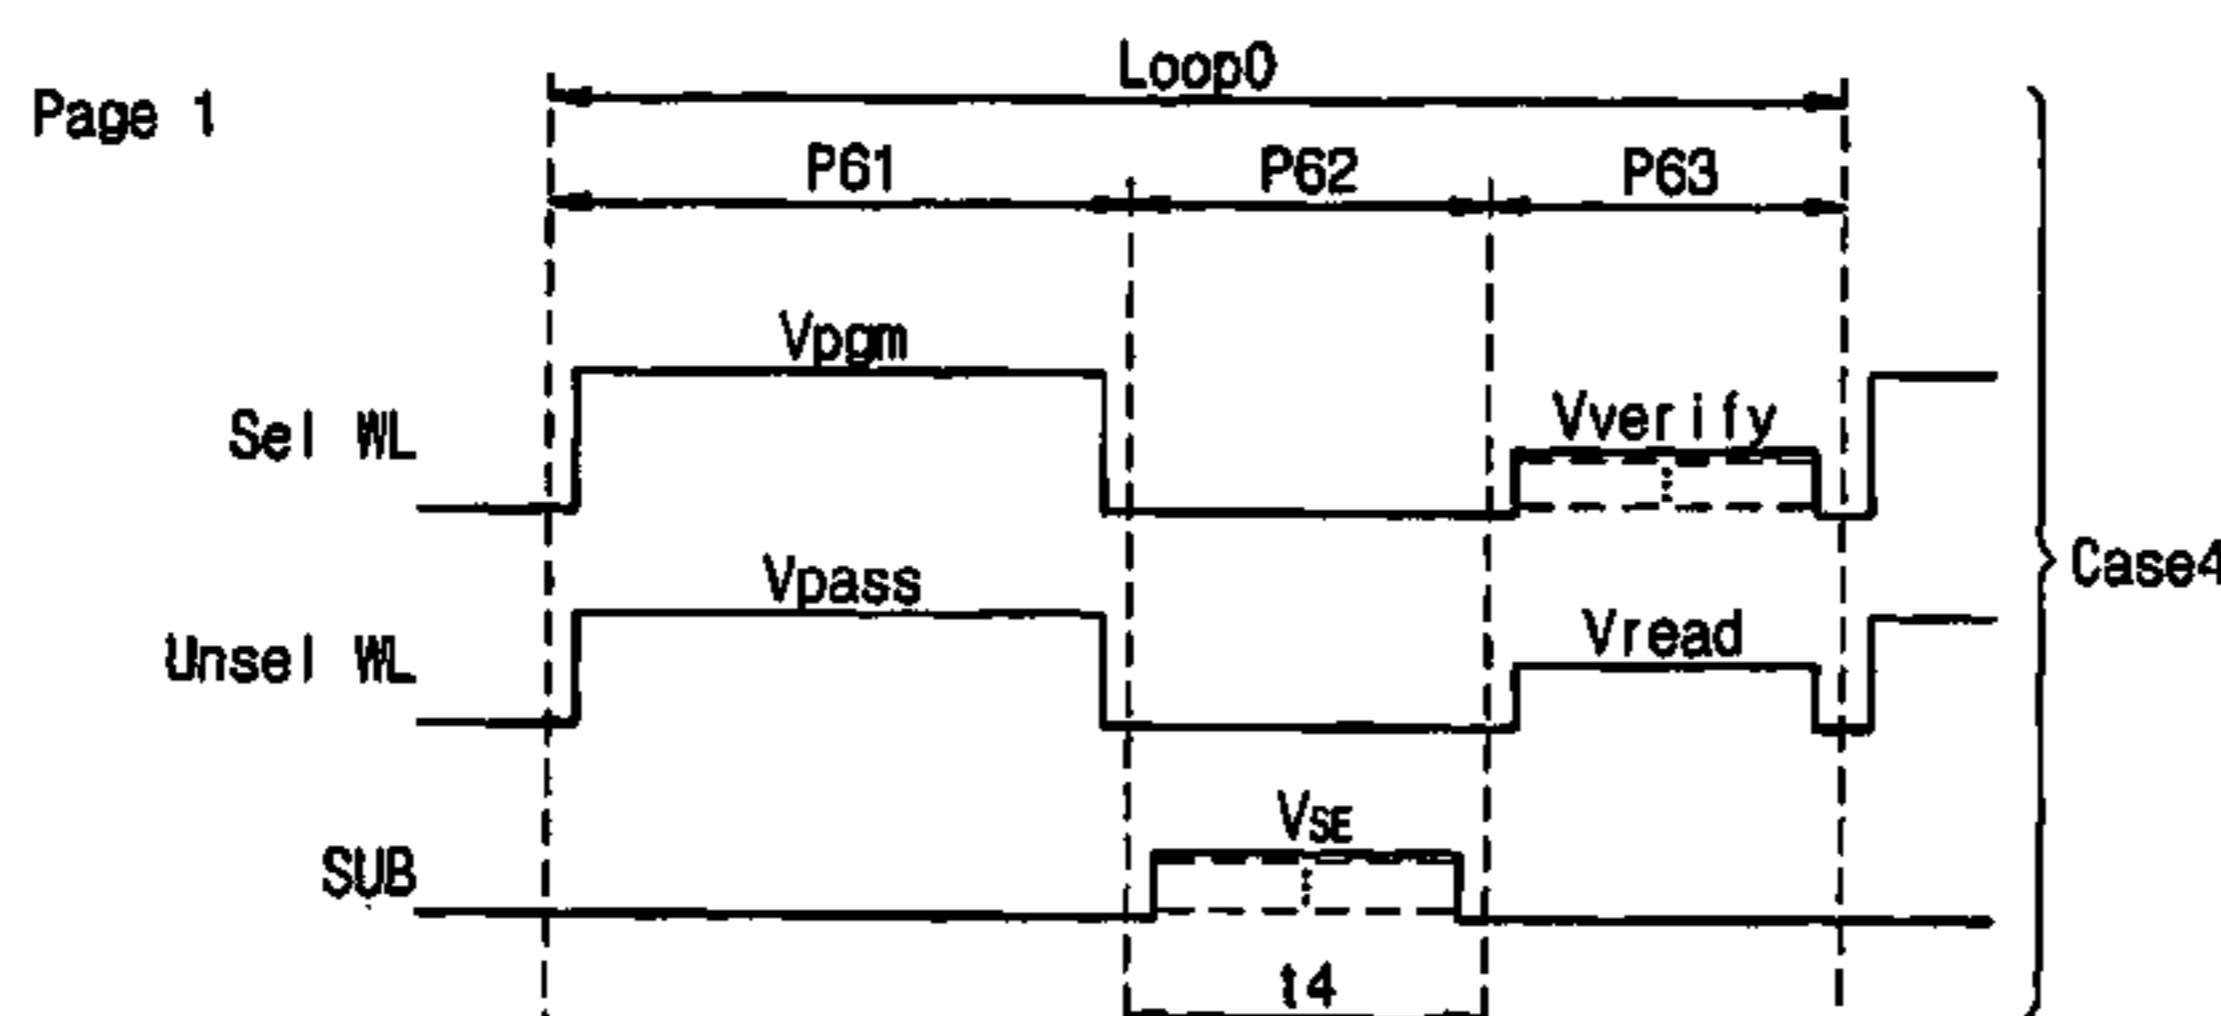 Page 1
Loop0
P61 P62 P63
Vpgm
Sel WL
Vverify
Vpass
Case4
Unsel WL
Vread
VSE
SUB
t4